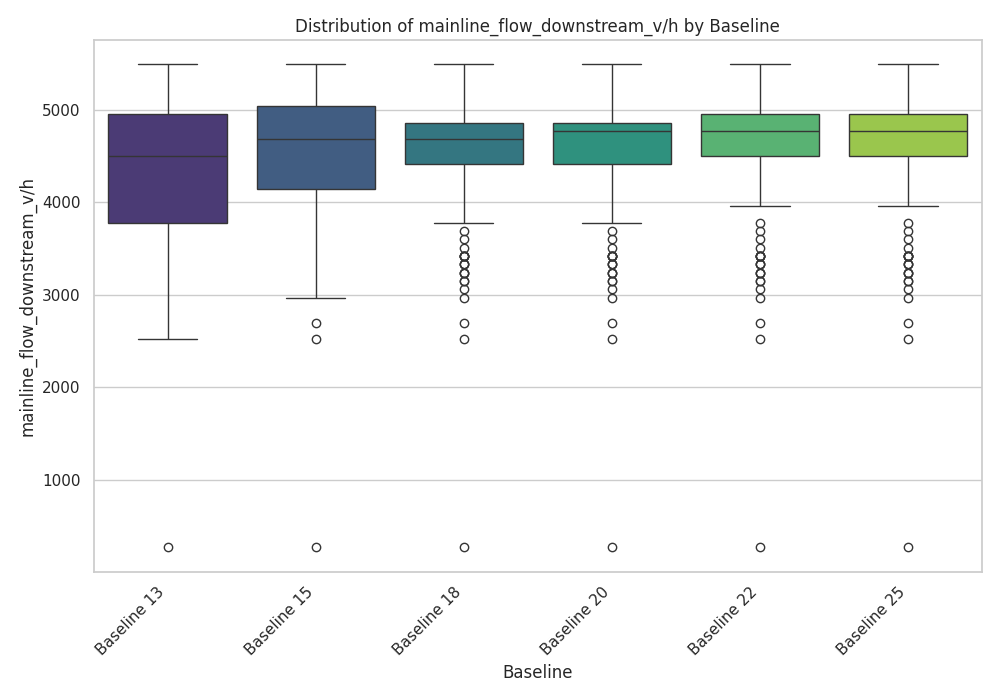 Distribution of mainline_flow_downstream_v/h by Baseline
mainline_flow_downstream_v/h
5000
4000
3000
2000
1000
Baseline 13
Baseline 15
Baseline 18
Baseline 20
Baseline 22
Baseline 25
Baseline